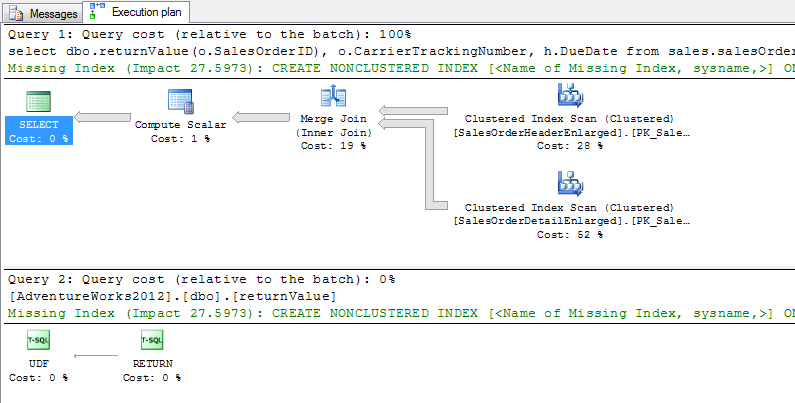 Messages Execution plan
Query 1: Query cost (relative to the batch): 100%
select dbo.returnValue(o.SalesOrderID), o.CarrierTrackingNumber, h.DueDate from sales.salesOrder
Missing Index (Impact 27.5973): CREATE NONCLUSTERED INDEX [<Name of Missing Index, sysname,>] ON
SELECT
Cost: 0 %
Compute Scalar
Cost: 1 %
Merge Join
(Inner Join)
Cost: 19 %
Clustered Index Scan (Clustered)
[SalesOrderHeaderEnlarged].[PK_Sale…
Cost: 28 %
Clustered Index Scan (Clustered)
[SalesOrderDetailEnlarged].[PK_Sale…
Cost: 52 %
Query 2: Query cost (relative to the batch): 0%
[AdventureWorks2012].[dbo].[returnValue]
Missing Index (Impact 27.5973): CREATE NONCLUSTERED INDEX [<Name of Missing Index, sysname,>] ON
T-SQL
UDF
Cost: 0 %
T-SQL
RETURN
Cost: 0 %